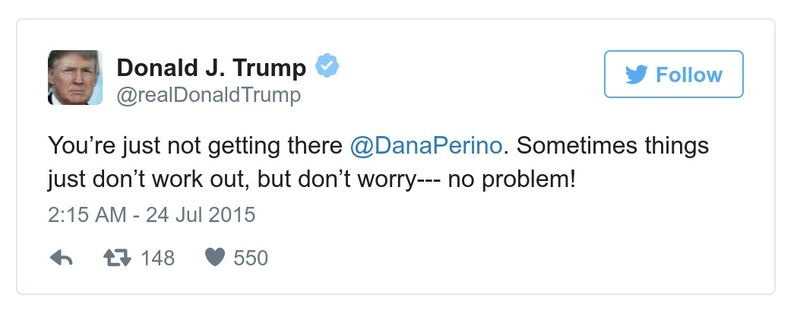 Donald J. Trump
@realDonaldTrump
Follow
You’re just not getting there @DanaPerino. Sometimes things
just don’t work out, but don’t worry--- no problem!
2:15 AM - 24 Jul 2015
148 550